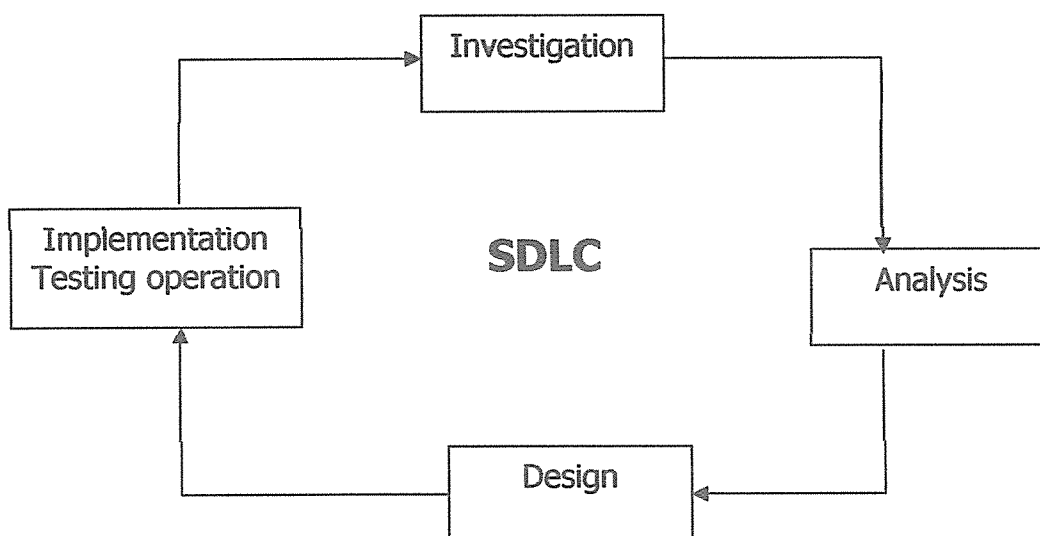 Investigation
Implementation
Testing operation
SDLC
Analysis
Design